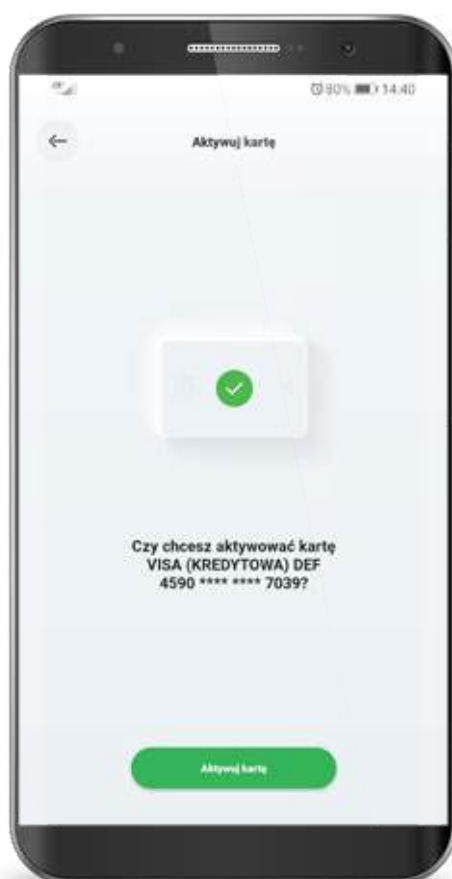 80% 14:40
Aktywuj kartę
Czy chcesz aktywować kartę
VISA (KREDYTOWA) DEF
4590 **** **** 7039?
Aktywuj kartę